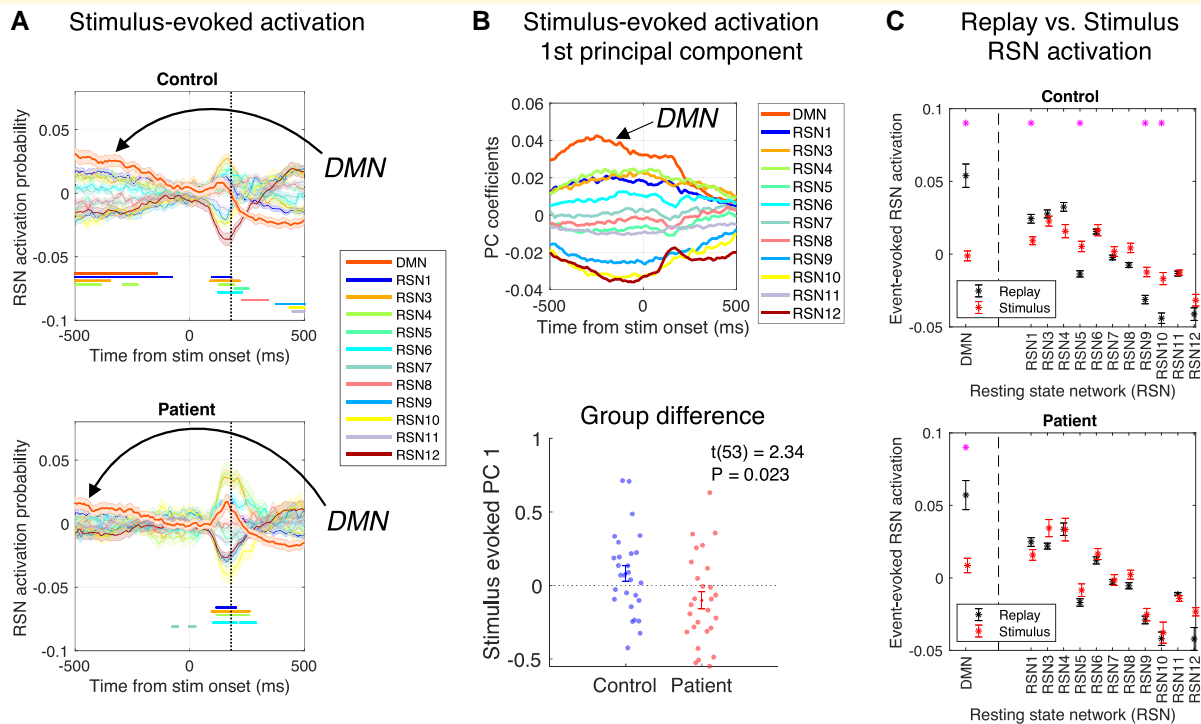 A
Stimulus-evoked activation
Control
RSN activation probability
0.05
0
-0.05
-0.1
-500
0
500
Time from stim onset (ms)
DMN
Patient
RSN activation probability
0.05
0
-0.05
-0.1
-500
0
500
Time from stim onset (ms)
DMN
DMN
RSN1
RSN3
RSN4
RSN5
RSN6
RSN7
RSN8
RSN9
RSN10
RSN11
RSN12
B
Stimulus-evoked activation
1st principal component
PC coefficients
0.06
0.04
0.02
0
-0.02
-0.04
-500
0
500
Time from stim onset (ms)
DMN
DMN
RSN1
RSN3
RSN4
RSN5
RSN6
RSN7
RSN8
RSN9
RSN10
RSN11
RSN12
Group difference
Stimulus evoked PC 1
1
0.5
0
-0.5
t(53) = 2.34
P = 0.023
Control
Patient
C
Replay vs. Stimulus
RSN activation
Control
Event-evoked RSN activation
0.1
0.05
0
-0.05
Replay
Stimulus
DMN
RSN1
RSN3
RSN4
RSN5
RSN6
RSN7
RSN8
RSN9
RSN10
RSN11
RSN12
Resting state network (RSN)
Patient
Event-evoked RSN activation
0.1
0.05
0
-0.05
Replay
Stimulus
DMN
RSN1
RSN3
RSN4
RSN5
RSN6
RSN7
RSN8
RSN9
RSN10
RSN11
RSN12
Resting state network (RSN)